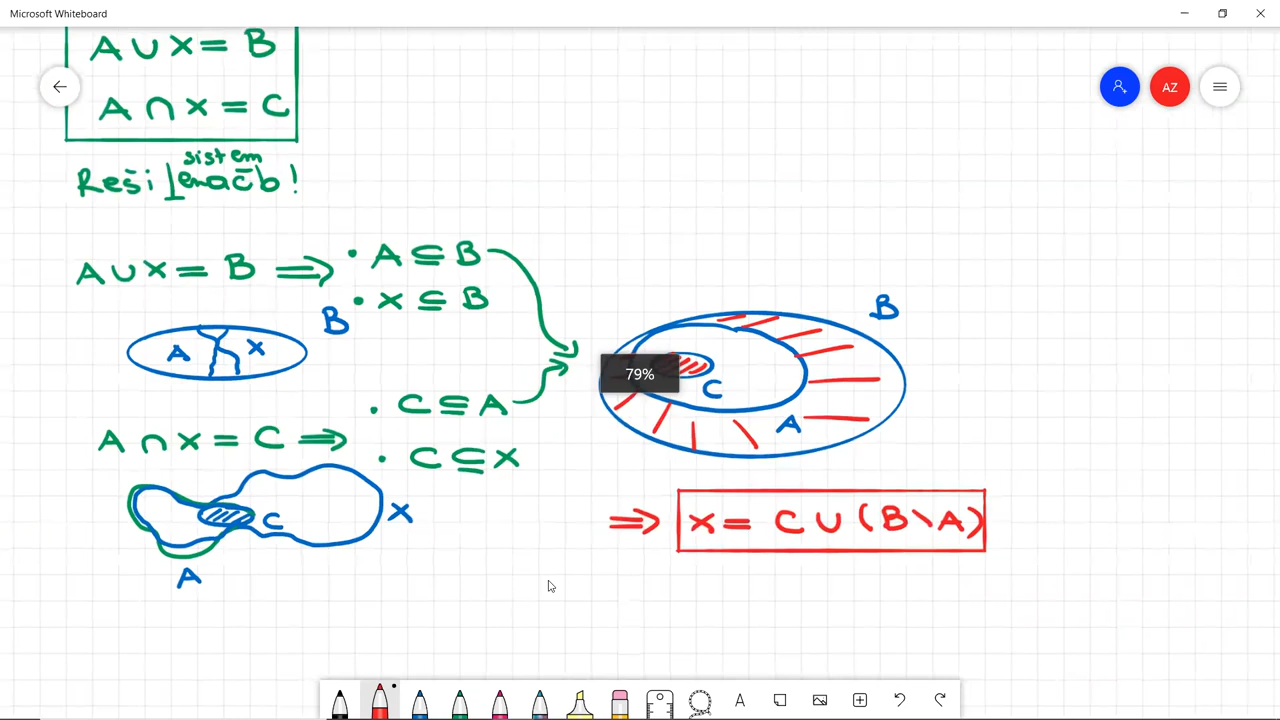 Microsoft Whiteboard
A ∪ X = B
A ∩ X = C
AZ
sistem
Reši enačb!
A ∪ X = B ⟹ • A ⊆ B
• X ⊆ B
B
A X
B
79%
C
A
• C ⊆ A
A ∩ X = C ⟹
• C ⊆ X
C X
A
⟹ X = C ∪ (B \ A)
A